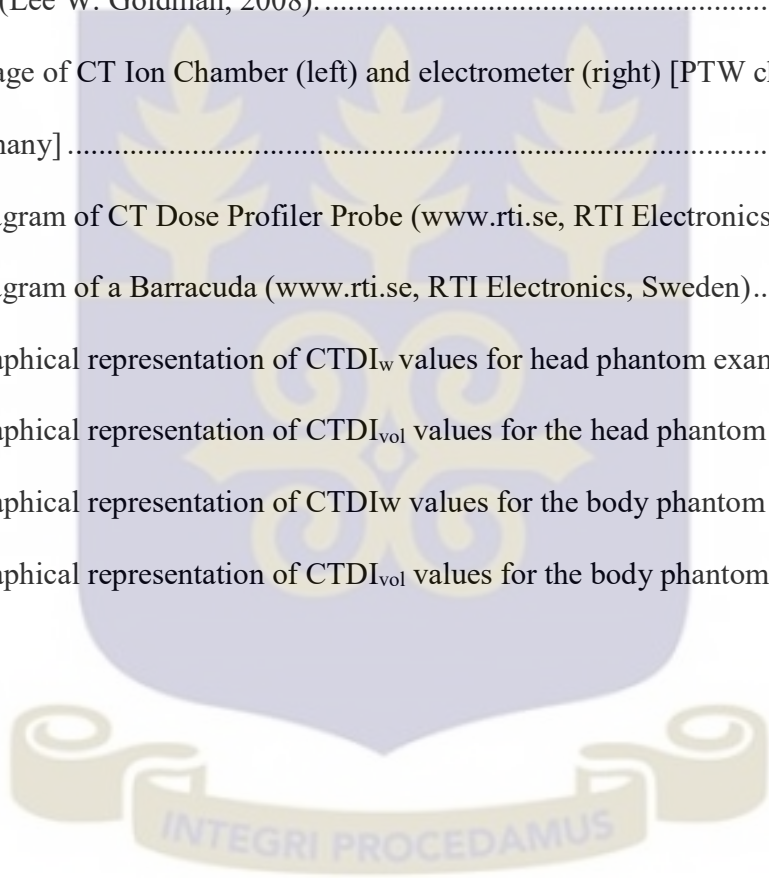 (Lee W. Goldman, 2008).
age of CT Ion Chamber (left) and electrometer (right) [PTW
many]
gram of CT Dose Profiler Probe (www.rti.se, RTI Electronics
gram of a Barracuda (www.rti.se, RTI Electronics, Sweden)
aphical representation of CTDIw values for head phantom exam
aphical representation of CTDIvol values for the head phantom
aphical representation of CTDIw values for the body phantom
aphical representation of CTDIvol values for the body phantom
INTEGRI PROCEDAMUS